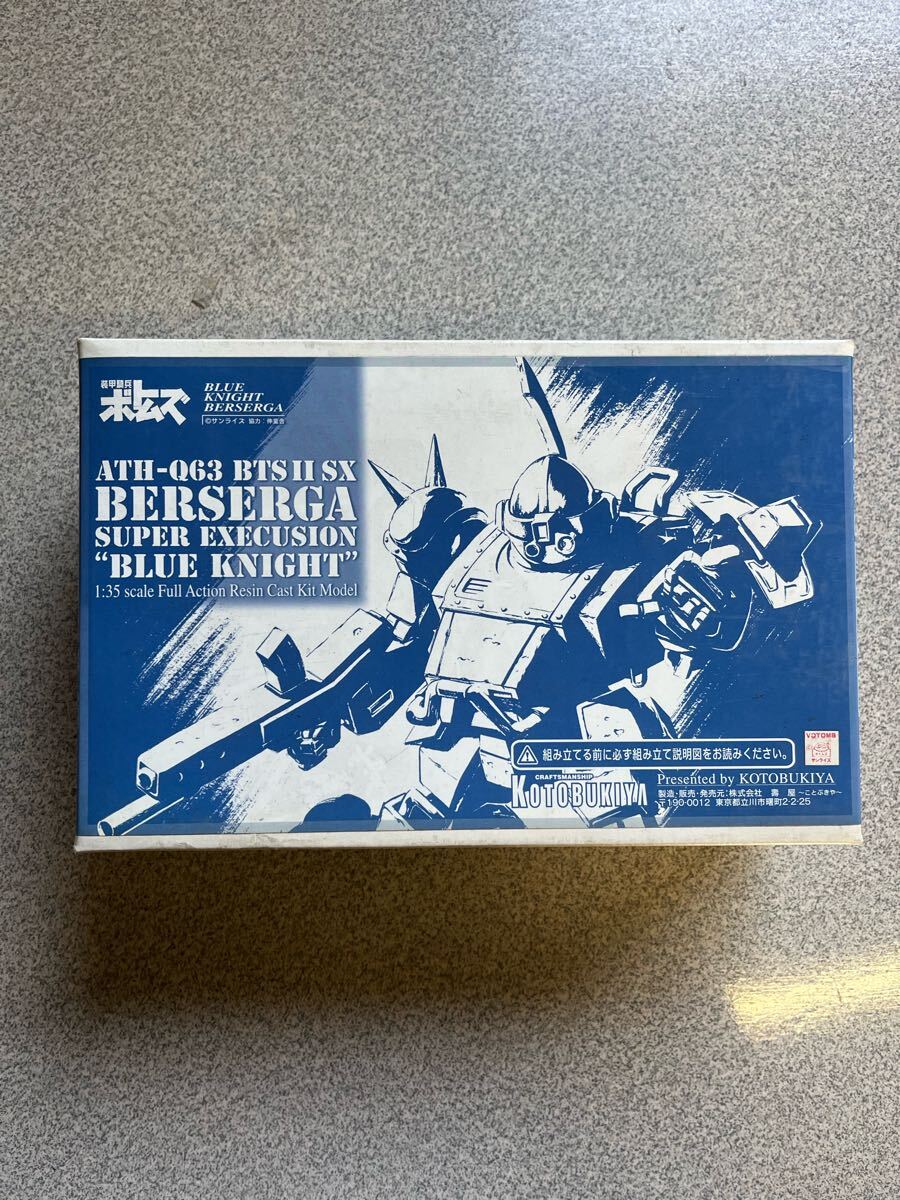 装甲騎兵
ボトムズ
BLUE
KNIGHT
BERSERGA
©サンライズ 協力:伸童舎
ATH-Q63 BTSII SX
BERSERGA
SUPER EXECUSION
“BLUE KNIGHT”
1:35 scale Full Action Resin Cast Kit Model
組み立てる前に必ず組み立て説明図をお読みください。
CRAFTSMANSHIP
KOTOBUKIYA
Presented by KOTOBUKIYA
製造・販売・発売元:株式会社 壽 屋 ~ことぶきや~
〒190-0012 東京都立川市曙町2-2-25
VOTOMS
サンライズ